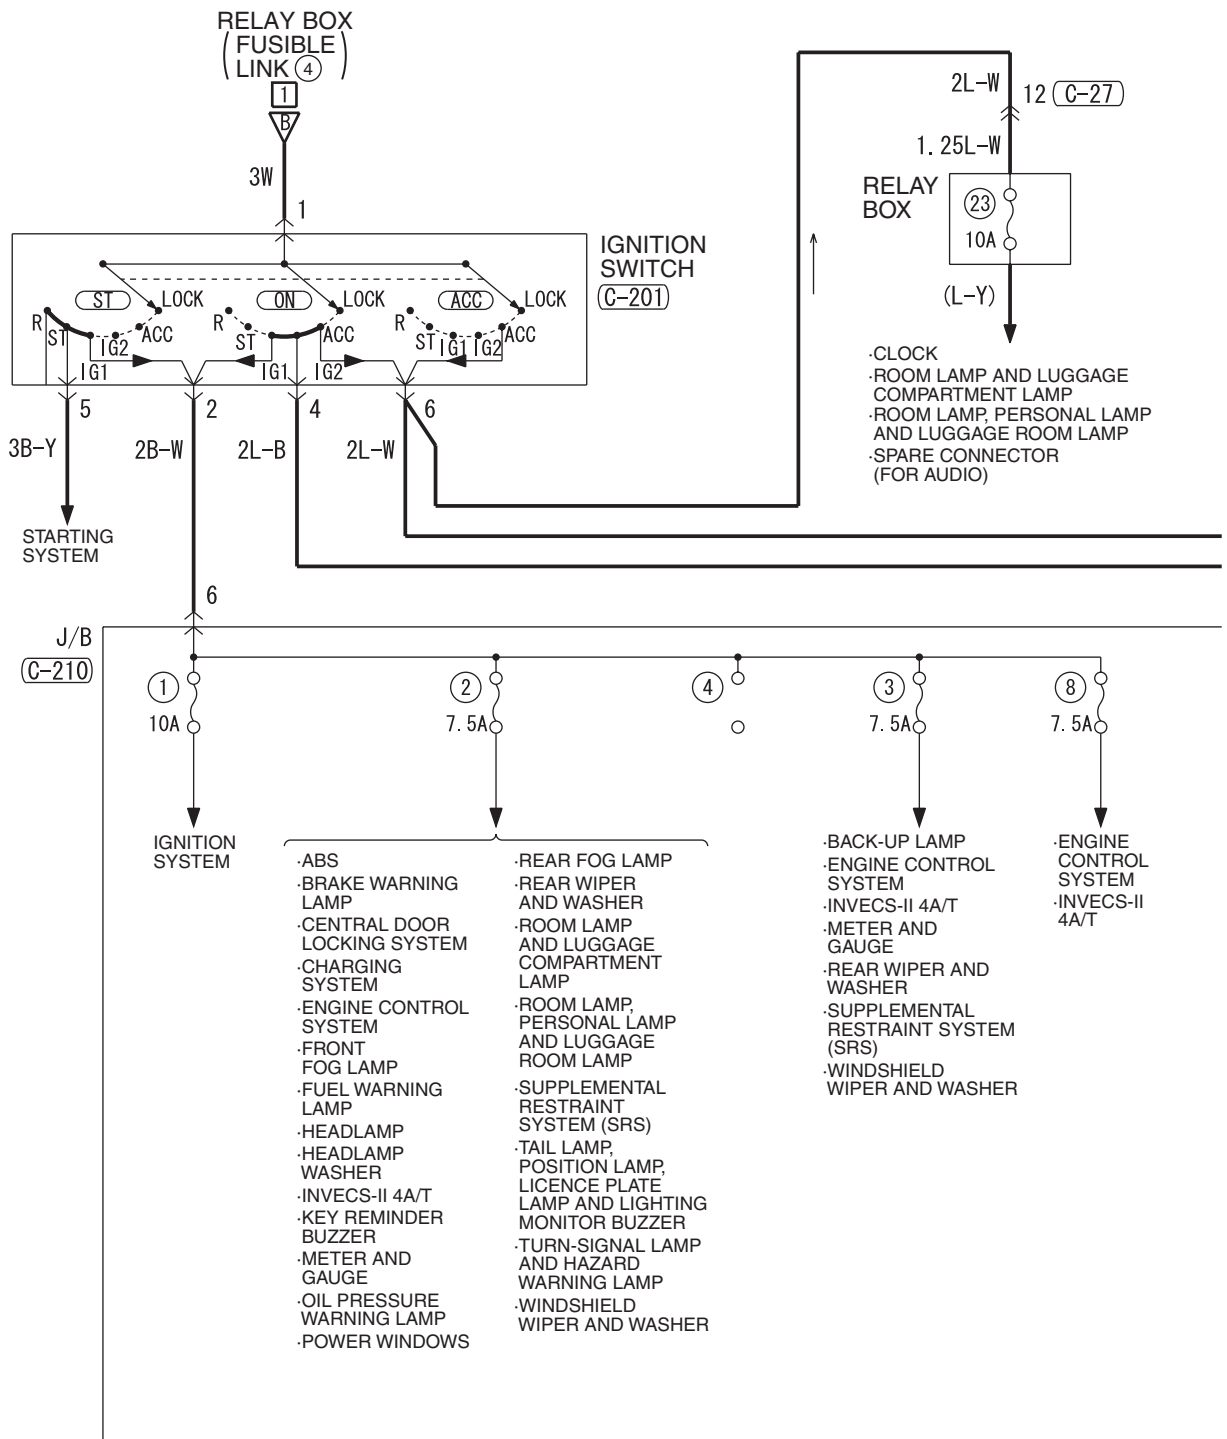 RELAY BOX
(FUSIBLE
LINK ④)
1
B
3W
1
2L-W
12 C-27
1.25L-W
RELAY
BOX
23
10A
(L-Y)
·CLOCK
·ROOM LAMP AND LUGGAGE
COMPARTMENT LAMP
·ROOM LAMP, PERSONAL LAMP
AND LUGGAGE ROOM LAMP
·SPARE CONNECTOR
(FOR AUDIO)
IGNITION
SWITCH
C-201
ST LOCK
R ST IG1 IG2 ACC
ON LOCK
R ST IG1 IG2 ACC
ACC LOCK
R ST IG1 IG2 ACC
5 2 4 6
3B-Y 2B-W 2L-B 2L-W
STARTING
SYSTEM
6
J/B
C-210
1
10A
2
7.5A
4
3
7.5A
8
7.5A
IGNITION
SYSTEM
·ABS
·BRAKE WARNING
LAMP
·CENTRAL DOOR
LOCKING SYSTEM
·CHARGING
SYSTEM
·ENGINE CONTROL
SYSTEM
·FRONT
FOG LAMP
·FUEL WARNING
LAMP
·HEADLAMP
·HEADLAMP
WASHER
·INVECS-II 4A/T
·KEY REMINDER
BUZZER
·METER AND
GAUGE
·OIL PRESSURE
WARNING LAMP
·POWER WINDOWS
·REAR FOG LAMP
·REAR WIPER
AND WASHER
·ROOM LAMP
AND LUGGAGE
COMPARTMENT
LAMP
·ROOM LAMP,
PERSONAL LAMP
AND LUGGAGE
ROOM LAMP
·SUPPLEMENTAL
RESTRAINT
SYSTEM (SRS)
·TAIL LAMP,
POSITION LAMP,
LICENCE PLATE
LAMP AND LIGHTING
MONITOR BUZZER
·TURN-SIGNAL LAMP
AND HAZARD
WARNING LAMP
·WINDSHIELD
WIPER AND WASHER
·BACK-UP LAMP
·ENGINE CONTROL
SYSTEM
·INVECS-II 4A/T
·METER AND
GAUGE
·REAR WIPER AND
WASHER
·SUPPLEMENTAL
RESTRAINT SYSTEM
(SRS)
·WINDSHIELD
WIPER AND WASHER
·ENGINE
CONTROL
SYSTEM
·INVECS-II
4A/T